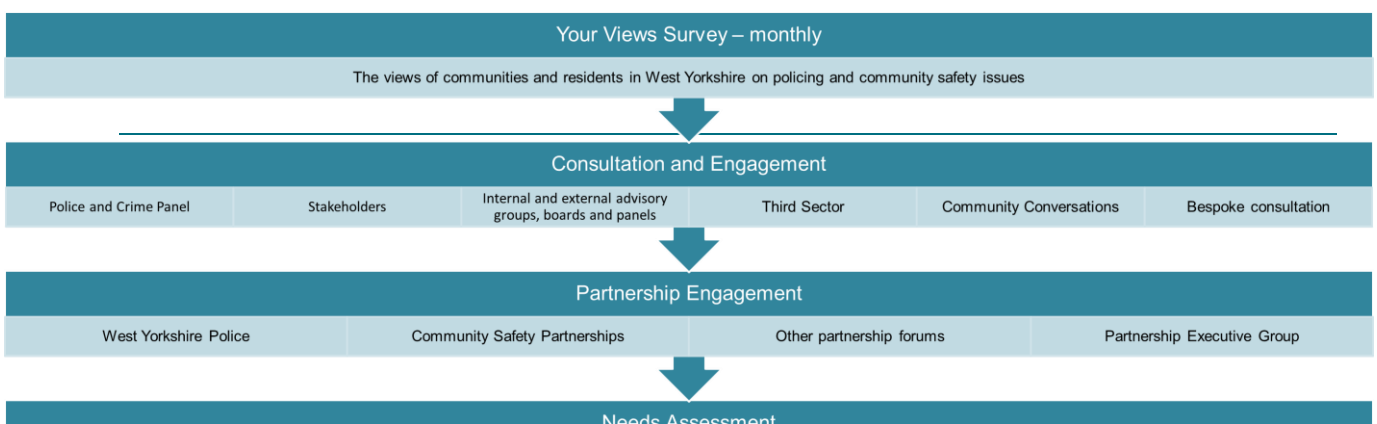 Your Views Survey – monthly
The views of communities and residents in West Yorkshire on policing and community safety issues
Consultation and Engagement
Police and Crime Panel
Stakeholders
Internal and external advisory
groups, boards and panels
Third Sector
Community Conversations
Bespoke consultation
Partnership Engagement
West Yorkshire Police
Community Safety Partnerships
Other partnership forums
Partnership Executive Group
Needs Assessment